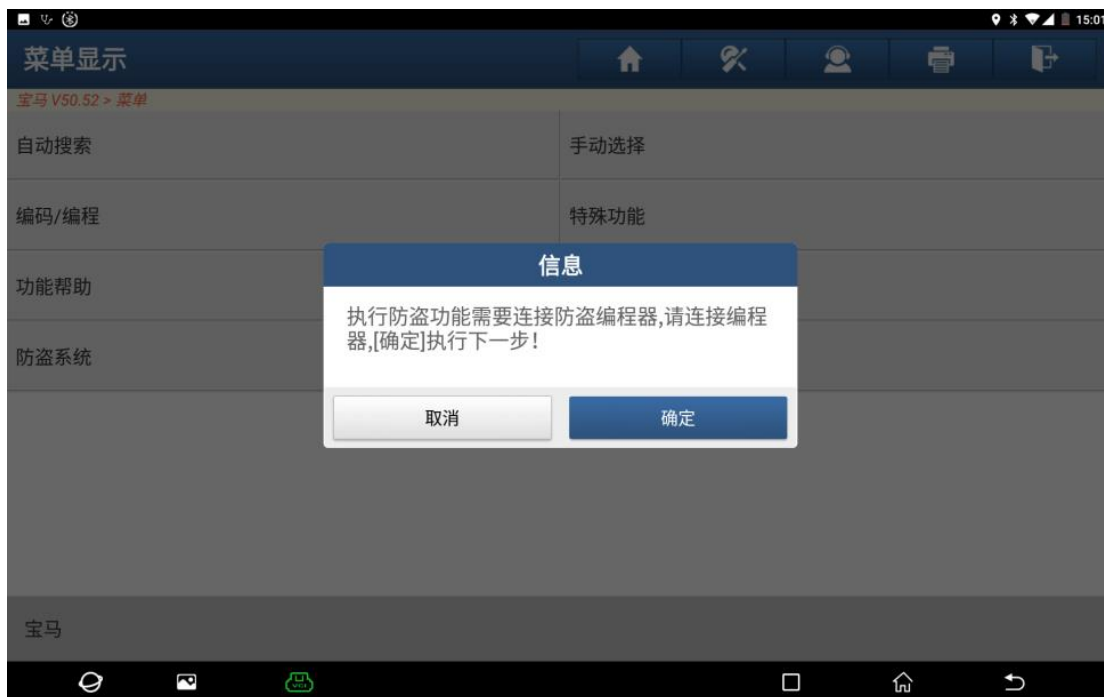 15:01
菜单显示
宝马 V50.52 > 菜单
自动搜索
手动选择
编码/编程
特殊功能
功能帮助
防盗系统
信息
执行防盗功能需要连接防盗编程
器,请连接编程
器,[确定]执行下一步!
取消
确定
宝马
VCI